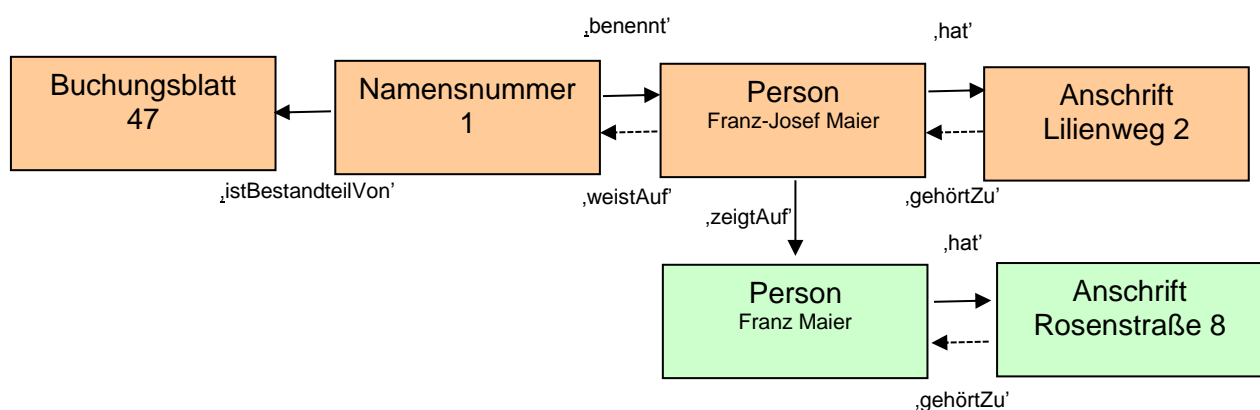 ‚benennt’
‚hat’
Buchungsblatt
47
Namensnummer
1
Person
Franz-Josef Maier
Anschrift
Lilienweg 2
‚istBestandteilVon’
‚weistAuf’
‚gehörtZu’
‚zeigtAuf’
‚hat’
Person
Franz Maier
Anschrift
Rosenstraße 8
‚gehörtZu’